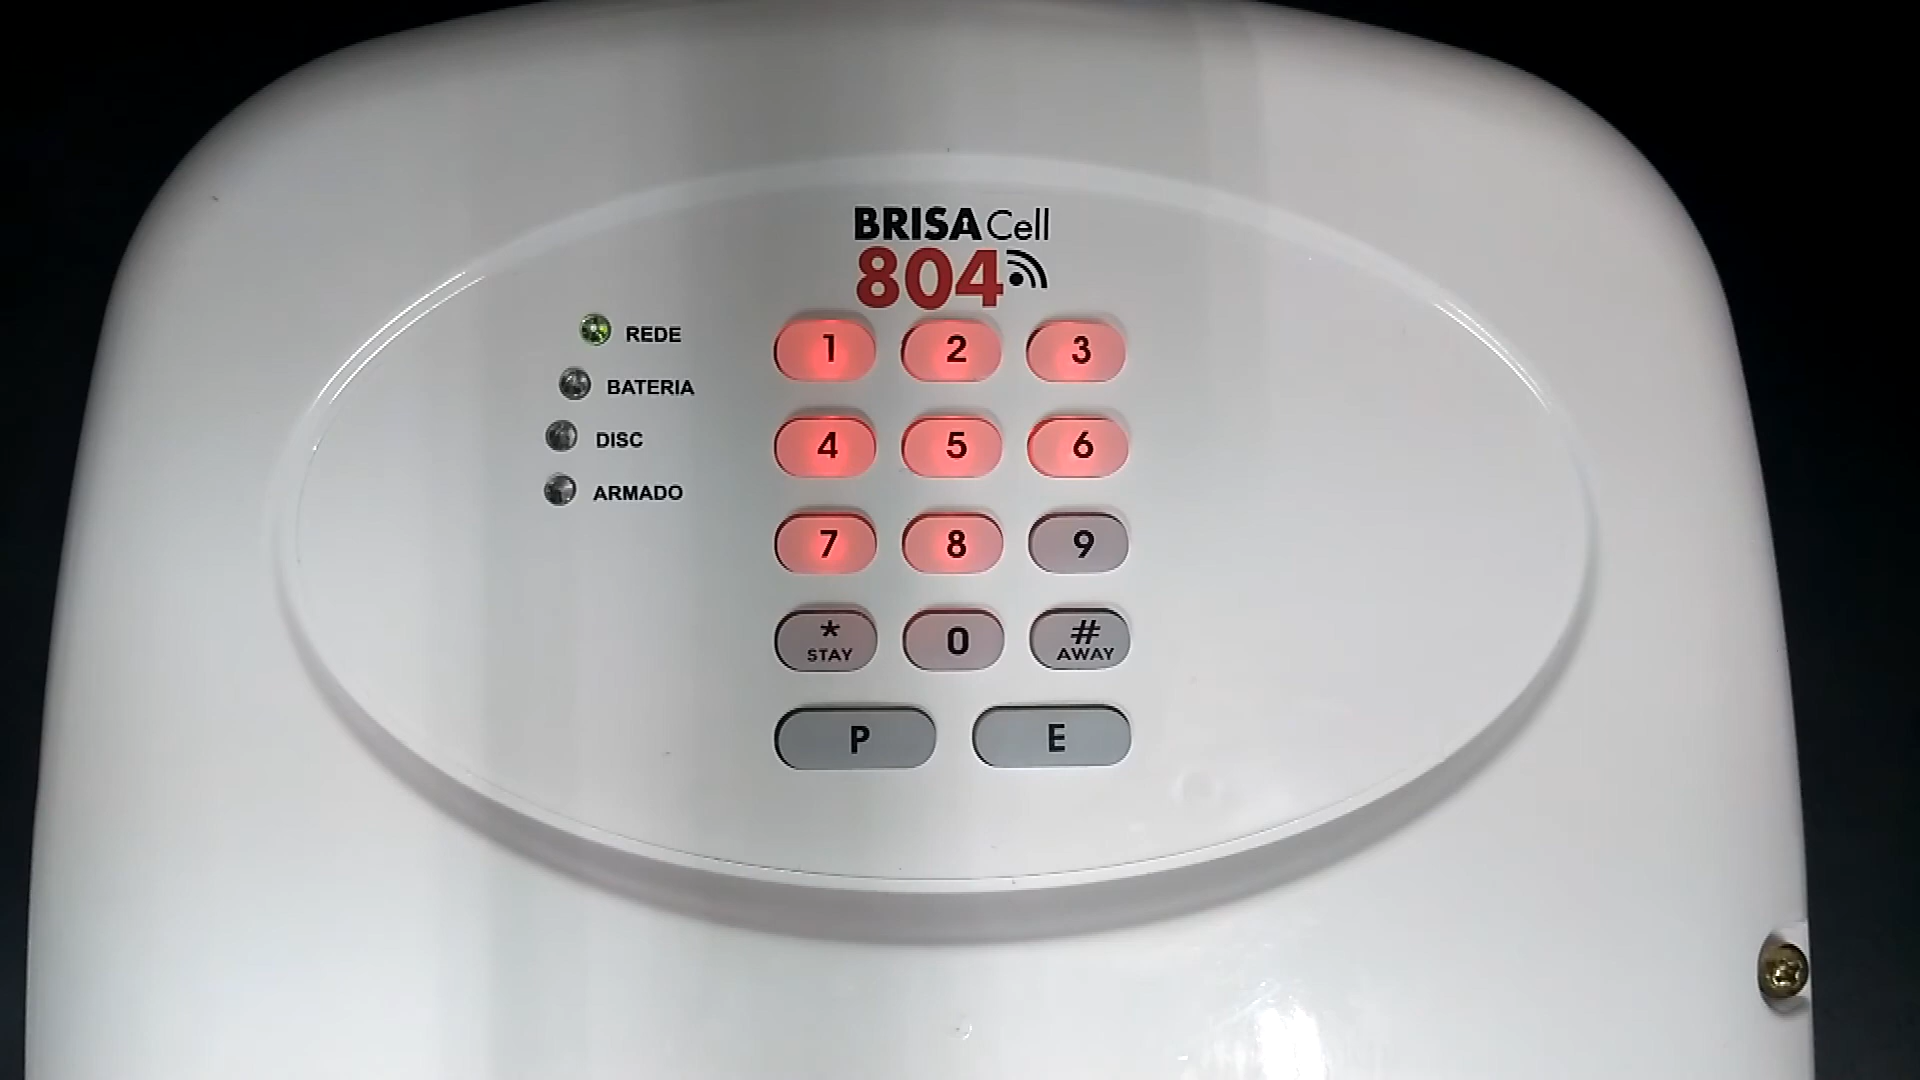 BRISA Cell
804
REDE
BATERIA
DISC
ARMADO
1 2 3
4 5 6
7 8 9
* 0 #
STAY AWAY
P E